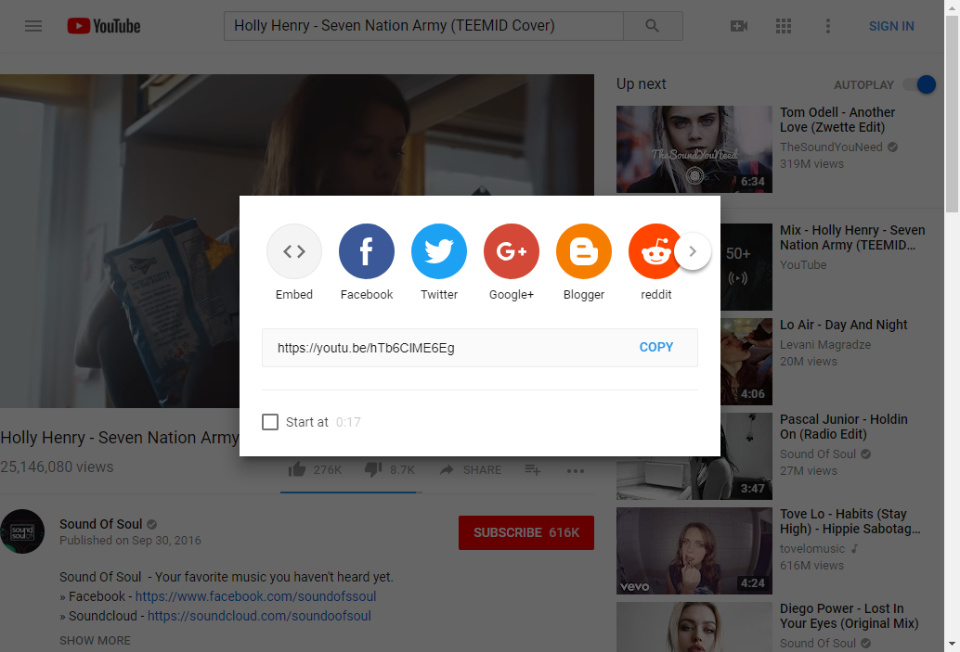 YouTube
Holly Henry - Seven Nation Army (TEEMID Cover)
SIGN IN
Up next
AUTOPLAY
Tom Odell - Another
Love (Zwette Edit)
TheSoundYouNeed
319M views
TheSoundYouNeed
6:34
Mix - Holly Henry - Seven
Nation Army (TEEMID…
YouTube
50+
Lo Air - Day And Night
Levani Magradze
20M views
4:06
Pascal Junior - Holdin
On (Radio Edit)
Sound Of Soul
27M views
3:47
Tove Lo - Habits (Stay
High) - Hippie Sabotag…
tovelomusic
616M views
vevo
4:24
Diego Power - Lost In
Your Eyes (Original Mix)
Sound Of Soul
Embed
Facebook
Twitter
Google+
Blogger
reddit
https://youtu.be/hTb6CIME6Eg
COPY
Start at 0:17
Holly Henry - Seven Nation Army
25,146,080 views
276K
8.7K
SHARE
sound
soul
Sound Of Soul
Published on Sep 30, 2016
SUBSCRIBE 616K
Sound Of Soul - Your favorite music you haven't heard yet.
» Facebook - https://www.facebook.com/soundofssoul
» Soundcloud - https://soundcloud.com/soundoofsoul
SHOW MORE